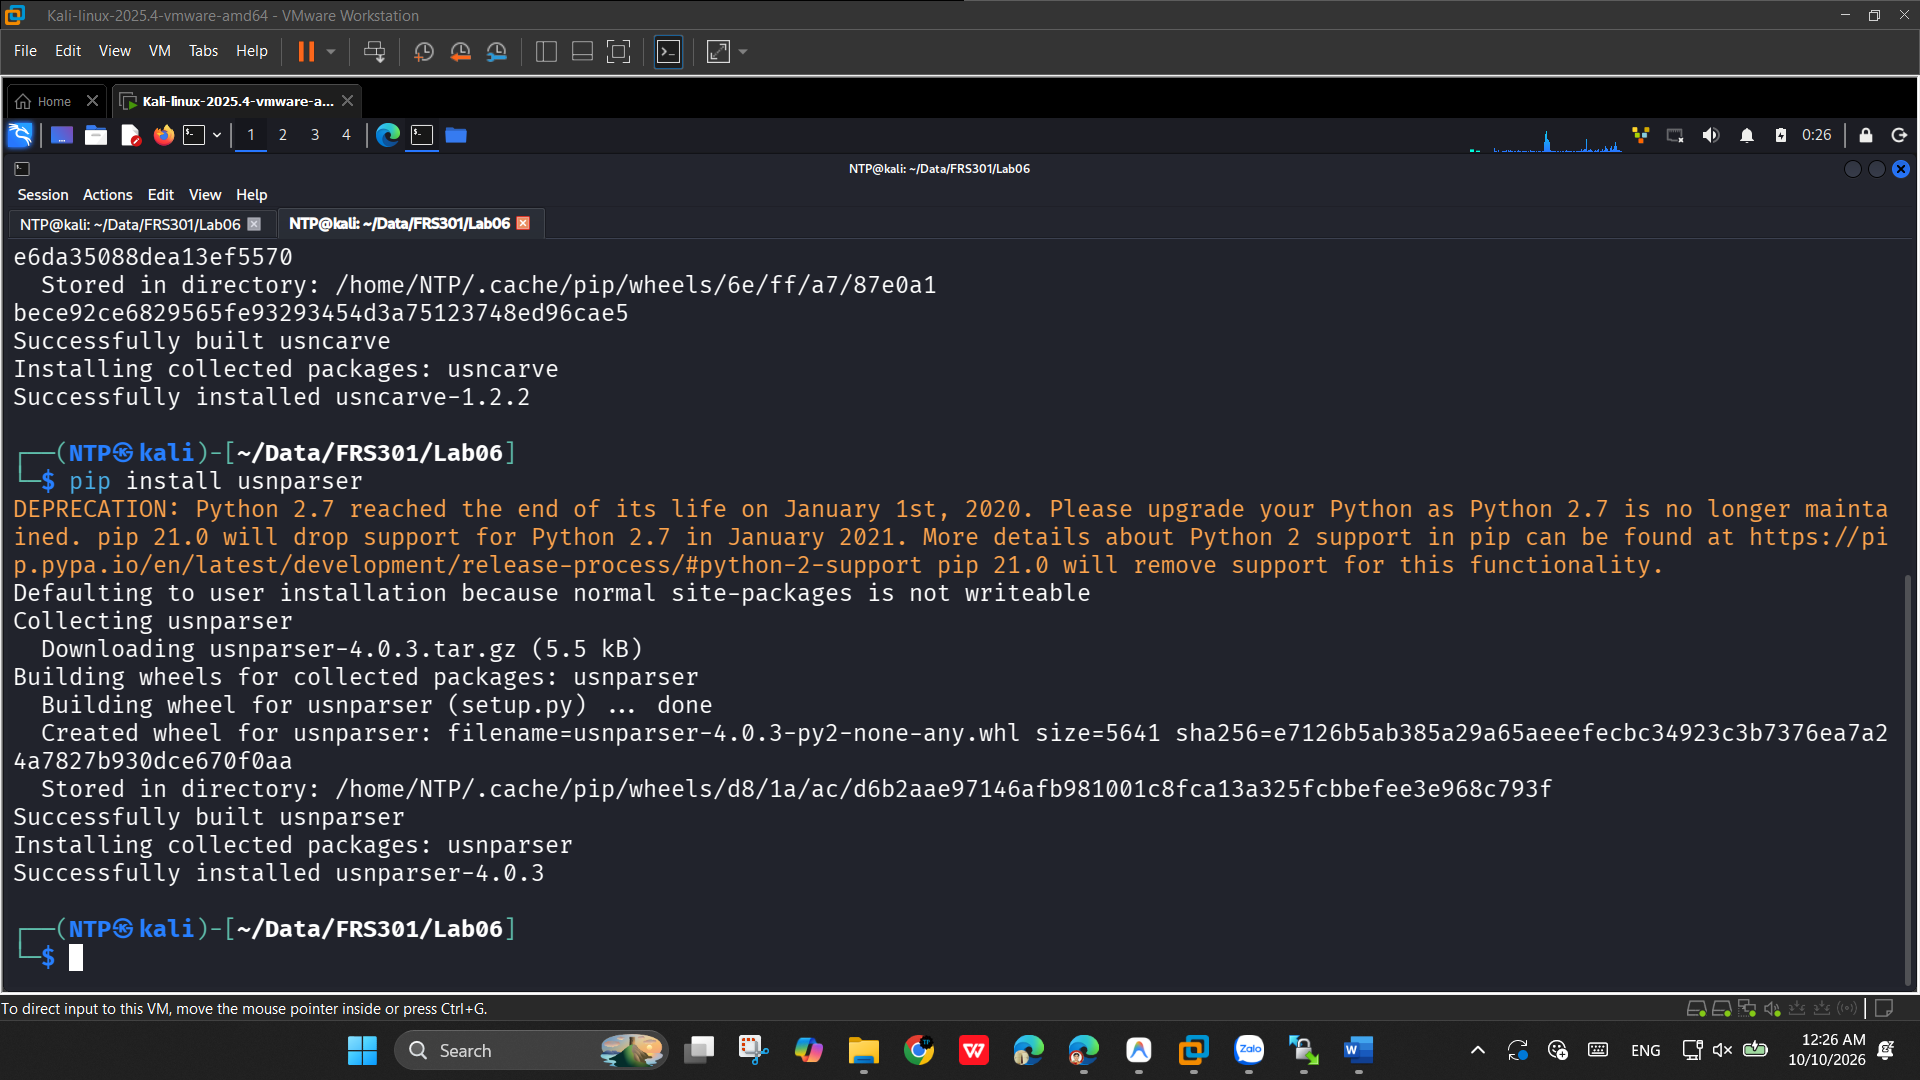 Kali-linux-2025.4-vmware-amd64 - VMware Workstation
File Edit View VM Tabs Help
Home Kali-linux-2025.4-vmware-a...
1 2 3 4 0:26
NTP@kali: ~/Data/FRS301/Lab06
Session Actions Edit View Help
NTP@kali: ~/Data/FRS301/Lab06 NTP@kali: ~/Data/FRS301/Lab06
e6da35088dea13ef5570
  Stored in directory: /home/NTP/.cache/pip/wheels/6e/ff/a7/87e0a1
bece92ce6829565fe93293454d3a75123748ed96cae5
Successfully built usncarve
Installing collected packages: usncarve
Successfully installed usncarve-1.2.2
┌──(NTP㉿kali)-[~/Data/FRS301/Lab06]
└─$ pip install usnparser
DEPRECATION: Python 2.7 reached the end of its life on January 1st, 2020. Please upgrade your Python as Python 2.7 is no longer mainta
ined. pip 21.0 will drop support for Python 2.7 in January 2021. More details about Python 2 support in pip can be found at https://pi
p.pypa.io/en/latest/development/release-process/#python-2-support pip 21.0 will remove support for this functionality.
Defaulting to user installation because normal site-packages is not writeable
Collecting usnparser
  Downloading usnparser-4.0.3.tar.gz (5.5 kB)
Building wheels for collected packages: usnparser
  Building wheel for usnparser (setup.py) ... done
  Created wheel for usnparser: filename=usnparser-4.0.3-py2-none-any.whl size=5641 sha256=e7126b5ab385a29a65aeeefecbc34923c3b7376ea7a2
4a7827b930dce670f0aa
  Stored in directory: /home/NTP/.cache/pip/wheels/d8/1a/ac/d6b2aae97146afb981001c8fca13a325fcbbefee3e968c793f
Successfully built usnparser
Installing collected packages: usnparser
Successfully installed usnparser-4.0.3
┌──(NTP㉿kali)-[~/Data/FRS301/Lab06]
└─$
To direct input to this VM, move the mouse pointer inside or press Ctrl+G.
Search Zalo ENG 12:26 AM
10/10/2026